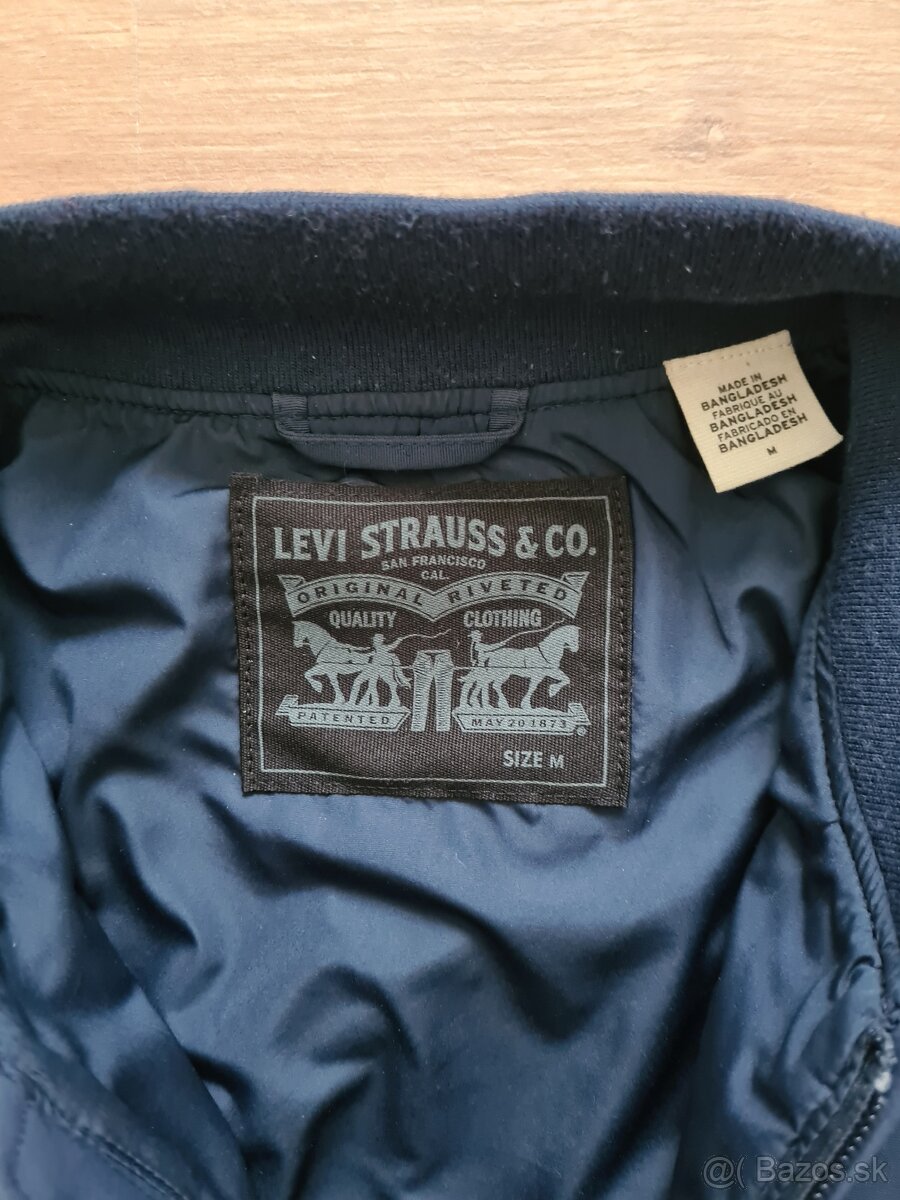 MADE IN
BANGLADESH
FABRIQUE AU
BANGLADESH
FABRICADO EN
BANGLADESH
M
LEVI STRAUSS & CO.
SAN FRANCISCO
CAL.
ORIGINAL RIVETED
QUALITY CLOTHING
PATENTED MAY 20 1873
®
SIZE M
@( Bazos.sk